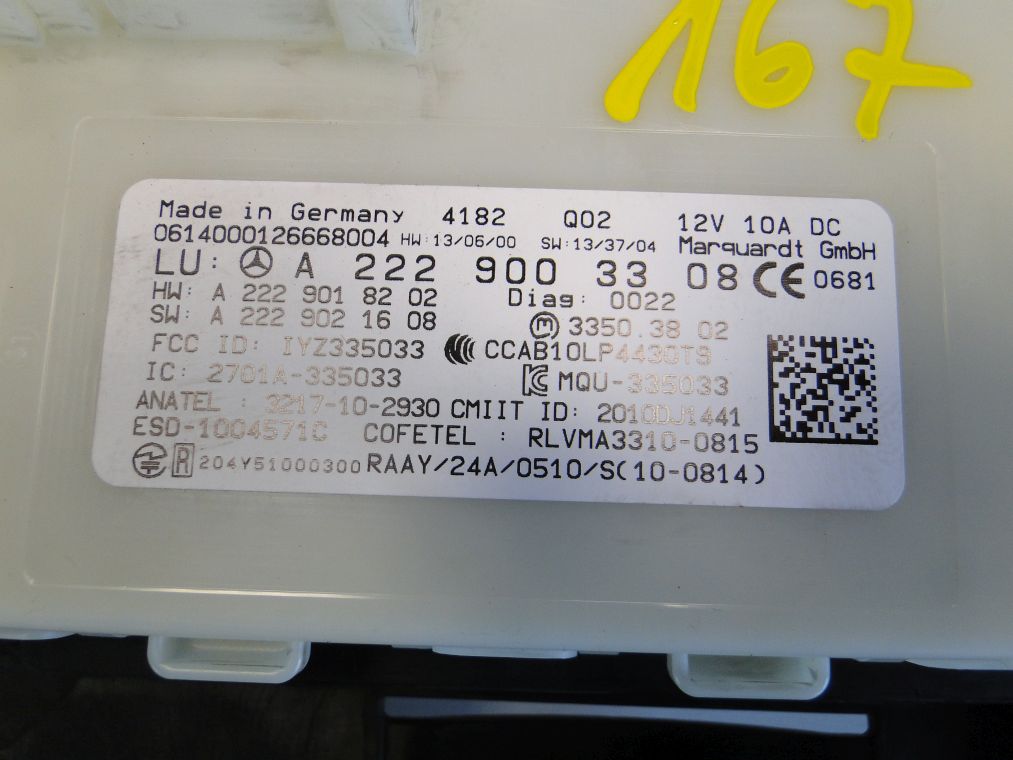 167
Made in Germany 4182 Q02 12V 10A DC
0614000126668004 HW:13/06/00 SW:13/37/04 Marquardt GmbH
LU: A 222 900 33 08 CE 0681
HW: A 222 901 82 02 Diag: 0022
SW: A 222 902 16 08 3350.38 02
FCC ID: IYZ335033 CCAB10LP4430T9
IC: 2701A-335033 MQU-335033
ANATEL : 3217-10-2930 CMIIT ID: 2010DJ1441
ESD-1004571C COFETEL : RLVMA3310-0815
R 204Y51000300 RAAY/24A/0510/S(10-0814)